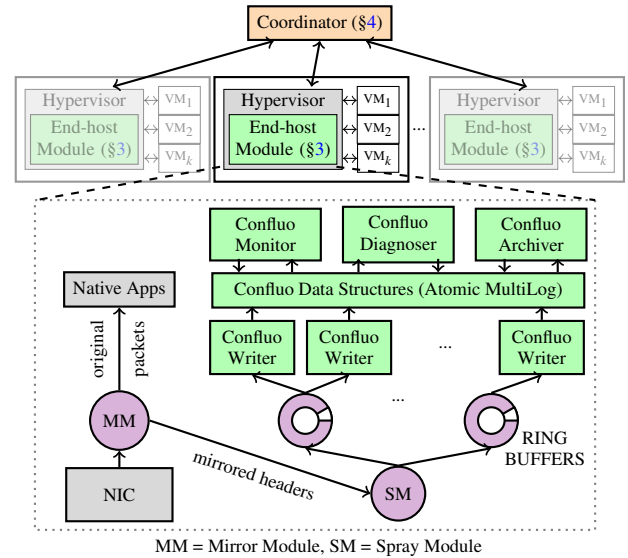 Coordinator (§4)
Hypervisor
End-host
Module (§3)
VM1
VM2
VMk
Hypervisor
End-host
Module (§3)
VM1
VM2
VMk
...
Hypervisor
End-host
Module (§3)
VM1
VM2
VMk
Confluo
Monitor
Confluo
Diagnoser
Confluo
Archiver
Native Apps
Confluo Data Structures (Atomic MultiLog)
original
packets
Confluo
Writer
Confluo
Writer
...
Confluo
Writer
MM
...
RING
BUFFERS
mirrored headers
NIC
SM
MM = Mirror Module, SM = Spray Module